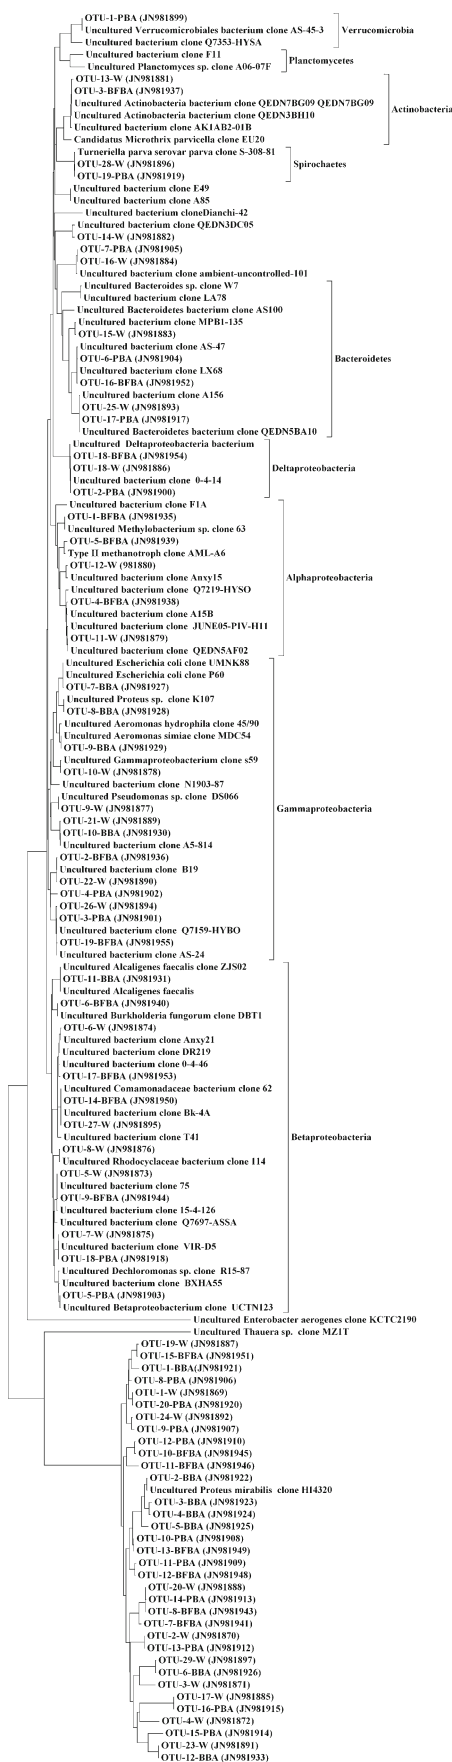 OTU-1-PBA (JN981899)
Uncultured Verrucomicrobiales bacterium clone AS-45-3
Verrucomicrobia
Uncultured bacterium clone Q7353-HYSA
Uncultured bacterium clone F11
Planctomycetes
Uncultured Planctomyces sp. clone A06-07F
OTU-13-W (JN981881)
OTU-3-BFBA (JN981937)
Uncultured Actinobacteria bacterium clone QEDN7BG09 QEDN7BG09
Actinobacteria
Uncultured Actinobacteria bacterium clone QEDN3BH10
Uncultured bacterium clone AK1AB2-01B
Candidatus Microthrix parvicella clone EU20
Turneriella parva serovar parva clone S-308-81
OTU-28-W (JN981896)
Spirochaetes
OTU-19-PBA (JN981919)
Uncultured bacterium clone E49
Uncultured bacterium clone A85
Uncultured bacterium cloneDianchi-42
Uncultured bacterium clone QEDN3DC05
OTU-14-W (JN981882)
OTU-7-PBA (JN981905)
OTU-16-W (JN981884)
Uncultured bacterium clone ambient-uncontrolled-101
Uncultured Bacteroides sp. clone W7
Uncultured bacterium clone LA78
Uncultured Bacteroidetes bacterium clone AS100
Uncultured bacterium clone MPB1-135
OTU-15-W (JN981883)
Uncultured bacterium clone AS-47
OTU-6-PBA (JN981904)
Bacteroidetes
Uncultured bacterium clone LX68
OTU-16-BFBA (JN981952)
Uncultured bacterium clone A156
OTU-25-W (JN981893)
OTU-17-PBA (JN981917)
Uncultured Bacteroidetes bacterium clone QEDN5BA10
Uncultured Deltaproteobacteria bacterium
OTU-18-BFBA (JN981954)
OTU-18-W (JN981886)
Deltaproteobacteria
Uncultured bacterium clone 0-4-14
OTU-2-PBA (JN981900)
Uncultured bacterium clone F1A
OTU-1-BFBA (JN981935)
Uncultured Methylobacterium sp. clone 63
OTU-5-BFBA (JN981939)
Type II methanotroph clone AML-A6
OTU-12-W (981880)
Uncultured bacterium clone Anxy15
Alphaproteobacteria
Uncultured bacterium clone Q7219-HYSO
OTU-4-BFBA (JN981938)
Uncultured bacterium clone A15B
Uncultured bacterium clone JUNE05-PIV-H11
OTU-11-W (JN981879)
Uncultured bacterium clone QEDN5AF02
Uncultured Escherichia coli clone UMNK88
Uncultured Escherichia coli clone P60
OTU-7-BBA (JN981927)
Uncultured Proteus sp. clone K107
OTU-8-BBA (JN981928)
Uncultured Aeromonas hydrophila clone 45/90
Uncultured Aeromonas simiae clone MDC54
OTU-9-BBA (JN981929)
Uncultured Gammaproteobacteria clone s59
OTU-10-W (JN981878)
Uncultured bacterium clone N1903-87
Uncultured Pseudomonas sp. clone DS066
OTU-9-W (JN981877)
Gammaproteobacteria
OTU-21-W (JN981889)
OTU-10-BBA (JN981930)
Uncultured bacterium clone A5-814
OTU-2-BFBA (JN981936)
Uncultured bacterium clone B19
OTU-22-W (JN981890)
OTU-4-PBA (JN981902)
OTU-26-W (JN981894)
OTU-3-PBA (JN981901)
Uncultured bacterium clone Q7159-HYBO
OTU-19-BFBA (JN981955)
Uncultured bacterium clone AS-24
Uncultured Alcaligenes faecalis clone ZJS02
OTU-11-BBA (JN981931)
Uncultured Alcaligenes faecalis
OTU-6-BFBA (JN981940)
Uncultured Burkholderia fungorum clone DBT1
OTU-6-W (JN981874)
Uncultured bacterium clone Anxy21
Uncultured bacterium clone DR219
Uncultured bacterium clone 0-4-46
OTU-17-BFBA (JN981953)
Uncultured Comamonadaceae bacterium clone 62
OTU-14-BFBA (JN981950)
Uncultured bacterium clone Bk-4A
OTU-27-W (JN981895)
Uncultured bacterium clone T41
Betaproteobacteria
OTU-8-W (JN981876)
Uncultured Rhodocyclaceae bacterium clone 114
OTU-5-W (JN981873)
Uncultured bacterium clone 75
OTU-9-BFBA (JN981944)
Uncultured bacterium clone 15-4-126
Uncultured bacterium clone Q7697-ASSA
OTU-7-W (JN981875)
Uncultured bacterium clone VIR-D5
OTU-18-PBA (JN981918)
Uncultured Dechloromonas sp. clone R15-87
Uncultured bacterium clone BXHA55
OTU-5-PBA (JN981903)
Uncultured Betaproteobacterium clone UCTN123
Uncultured Enterobacter aerogenes clone KCTC2190
Uncultured Thauera sp. clone MZ1T
OTU-19-W (JN981887)
OTU-15-BFBA (JN981951)
OTU-1-BBA(JN981921)
OTU-8-PBA (JN981906)
OTU-1-W (JN981869)
OTU-20-PBA (JN981920)
OTU-24-W (JN981892)
OTU-9-PBA (JN981907)
OTU-12-PBA (JN981910)
OTU-10-BFBA (JN981945)
OTU-11-BFBA (JN981946)
OTU-2-BBA (JN981922)
Uncultured Proteus mirabilis clone HI4320
OTU-3-BBA (JN981923)
OTU-4-BBA (JN981924)
OTU-5-BBA (JN981925)
OTU-10-PBA (JN981908)
OTU-13-BFBA (JN981949)
OTU-11-PBA (JN981909)
OTU-12-BFBA (JN981948)
OTU-20-W (JN981888)
OTU-14-PBA (JN981913)
OTU-8-BFBA (JN981943)
OTU-7-BFBA (JN981941)
OTU-2-W (JN981870)
OTU-13-PBA (JN981912)
OTU-29-W (JN981897)
OTU-6-BBA (JN981926)
OTU-3-W (JN981871)
OTU-17-W (JN981885)
OTU-16-PBA (JN981915)
OTU-4-W (JN981872)
OTU-15-PBA (JN981914)
OTU-23-W (JN981891)
OTU-12-BBA (JN981933)